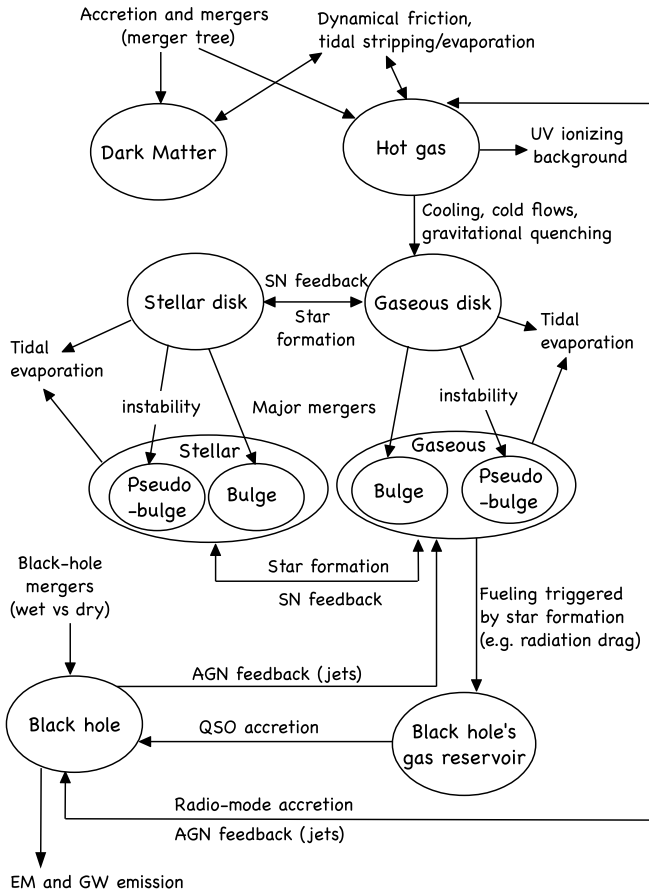 Accretion and mergers
(merger tree)
Dynamical friction,
tidal stripping/evaporation
Dark Matter
Hot gas
UV ionizing
background
Cooling, cold flows,
gravitational quenching
Stellar disk
SN feedback
Star
formation
Gaseous disk
Tidal
evaporation
Tidal
evaporation
instability
Major mergers
instability
Stellar
Pseudo
-bulge
Bulge
Gaseous
Bulge
Pseudo
-bulge
Star formation
SN feedback
Black-hole
mergers
(wet vs dry)
Fueling triggered
by star formation
(e.g. radiation drag)
AGN feedback (jets)
Black hole
QSO accretion
Black hole's
gas reservoir
Radio-mode accretion
AGN feedback (jets)
EM and GW emission